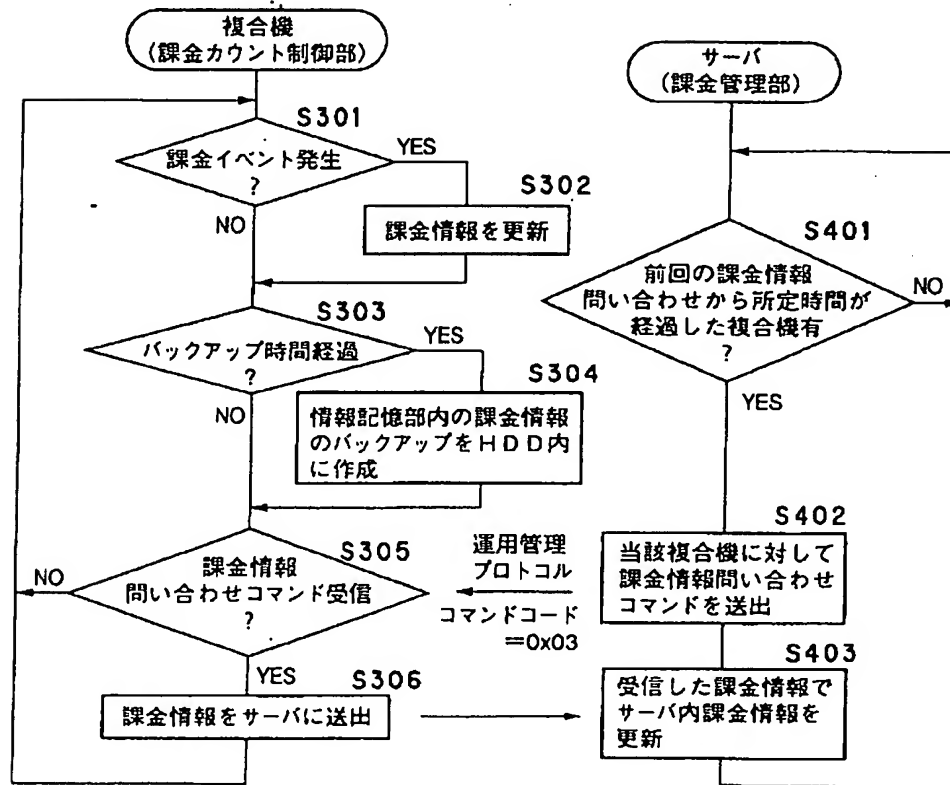 複合機
(課金カウント制御部)
S301
課金イベント発生
?
YES
NO
S302
課金情報を更新
S303
バックアップ時間経過
?
YES
NO
S304
情報記憶部内の課金情報
のバックアップをHDD内
に作成
S305
課金情報
問い合わせコマンド受信
?
NO
YES
S306
課金情報をサーバに送出
運用管理
プロトコル
コマンドコード
=0x03
サーバ
(課金管理部)
S401
前回の課金情報
問い合わせから所定時間が
経過した複合機有
?
NO
YES
S402
当該複合機に対して
課金情報問い合わせ
コマンドを送出
S403
受信した課金情報で
サーバ内課金情報を
更新